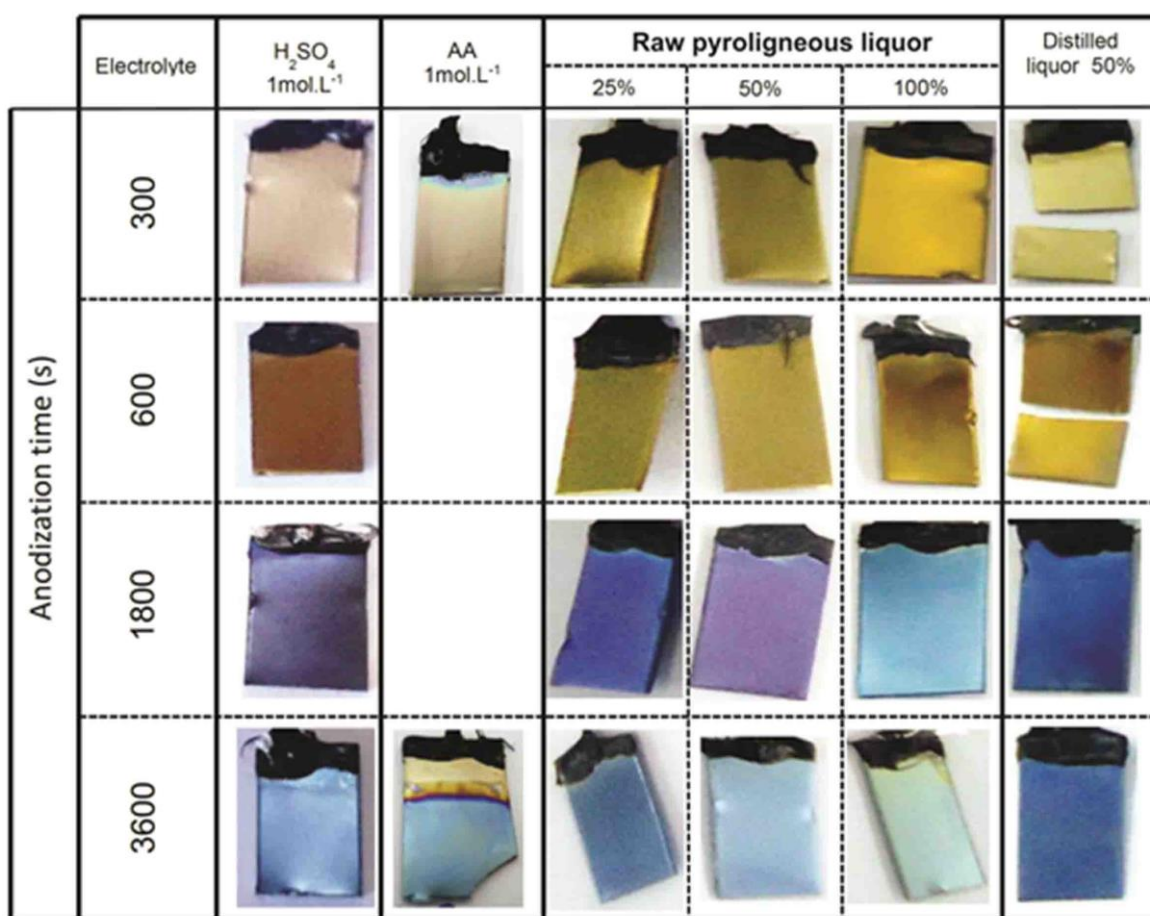 Electrolyte
H₂SO₄
1mol.L⁻¹
AA
1mol.L⁻¹
Raw pyroligneous liquor
25%
50%
100%
Distilled
liquor 50%
Anodization time (s)
300
600
1800
3600